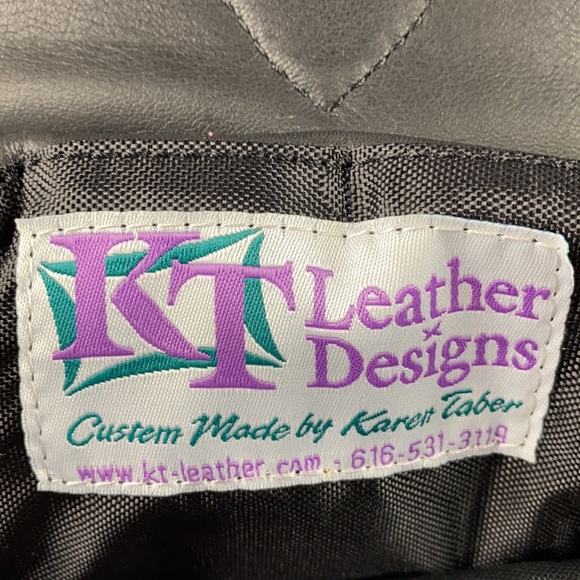 KT Leather
Designs
Custom Made by Karen Taber
www.kt-leather.com - 616-531-3119